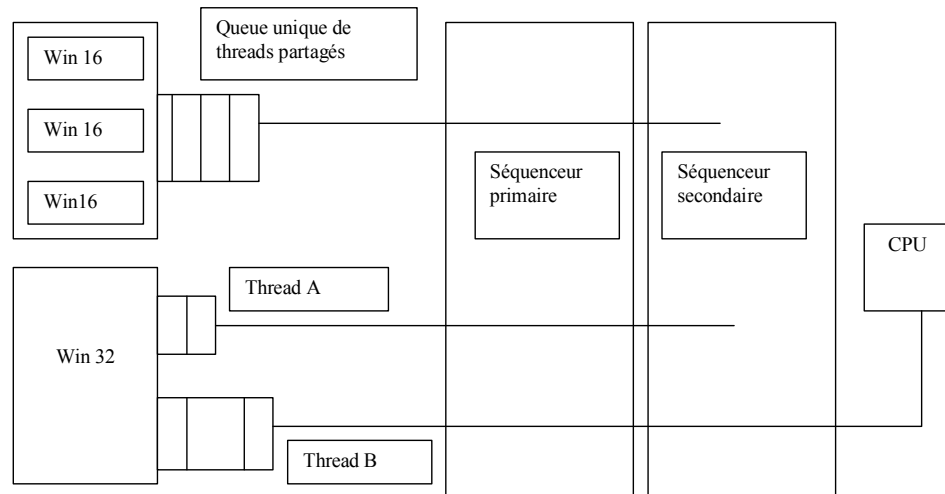 Queue unique de
threads partagés
Win 16
Win 16
Win16
Séquenceur
primaire
Séquenceur
secondaire
CPU
Thread A
Win 32
Thread B